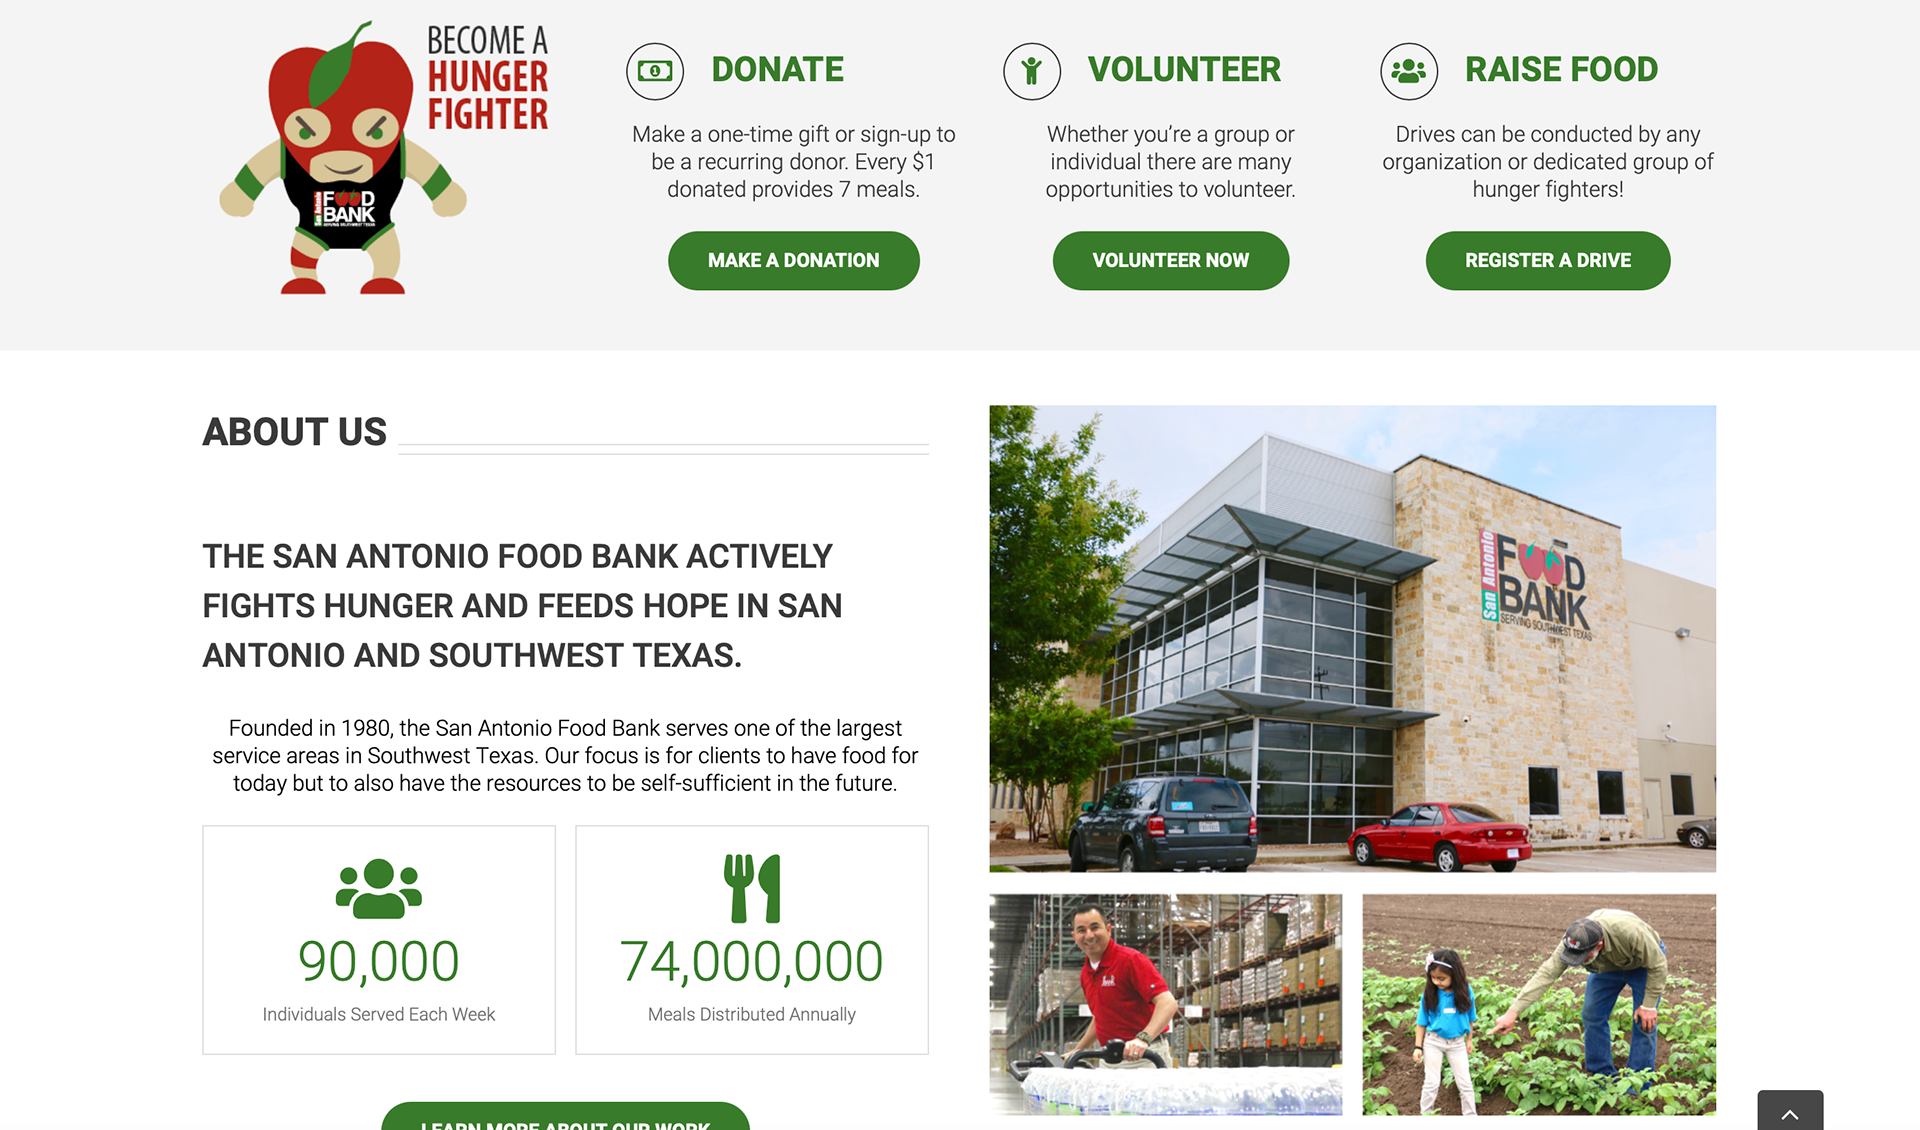 BECOME A
HUNGER
FIGHTER
San Antonio
FOOD
BANK
SERVING SOUTHWEST TEXAS
DONATE
Make a one-time gift or sign-up to
be a recurring donor. Every $1
donated provides 7 meals.
MAKE A DONATION
VOLUNTEER
Whether you’re a group or
individual there are many
opportunities to volunteer.
VOLUNTEER NOW
RAISE FOOD
Drives can be conducted by any
organization or dedicated group of
hunger fighters!
REGISTER A DRIVE
ABOUT US
THE SAN ANTONIO FOOD BANK ACTIVELY
FIGHTS HUNGER AND FEEDS HOPE IN SAN
ANTONIO AND SOUTHWEST TEXAS.
Founded in 1980, the San Antonio Food Bank serves one of the largest
service areas in Southwest Texas. Our focus is for clients to have food for
today but to also have the resources to be self-sufficient in the future.
90,000
Individuals Served Each Week
74,000,000
Meals Distributed Annually
LEARN MORE ABOUT OUR WORK
San Antonio
FOOD
BANK
SERVING SOUTHWEST TEXAS